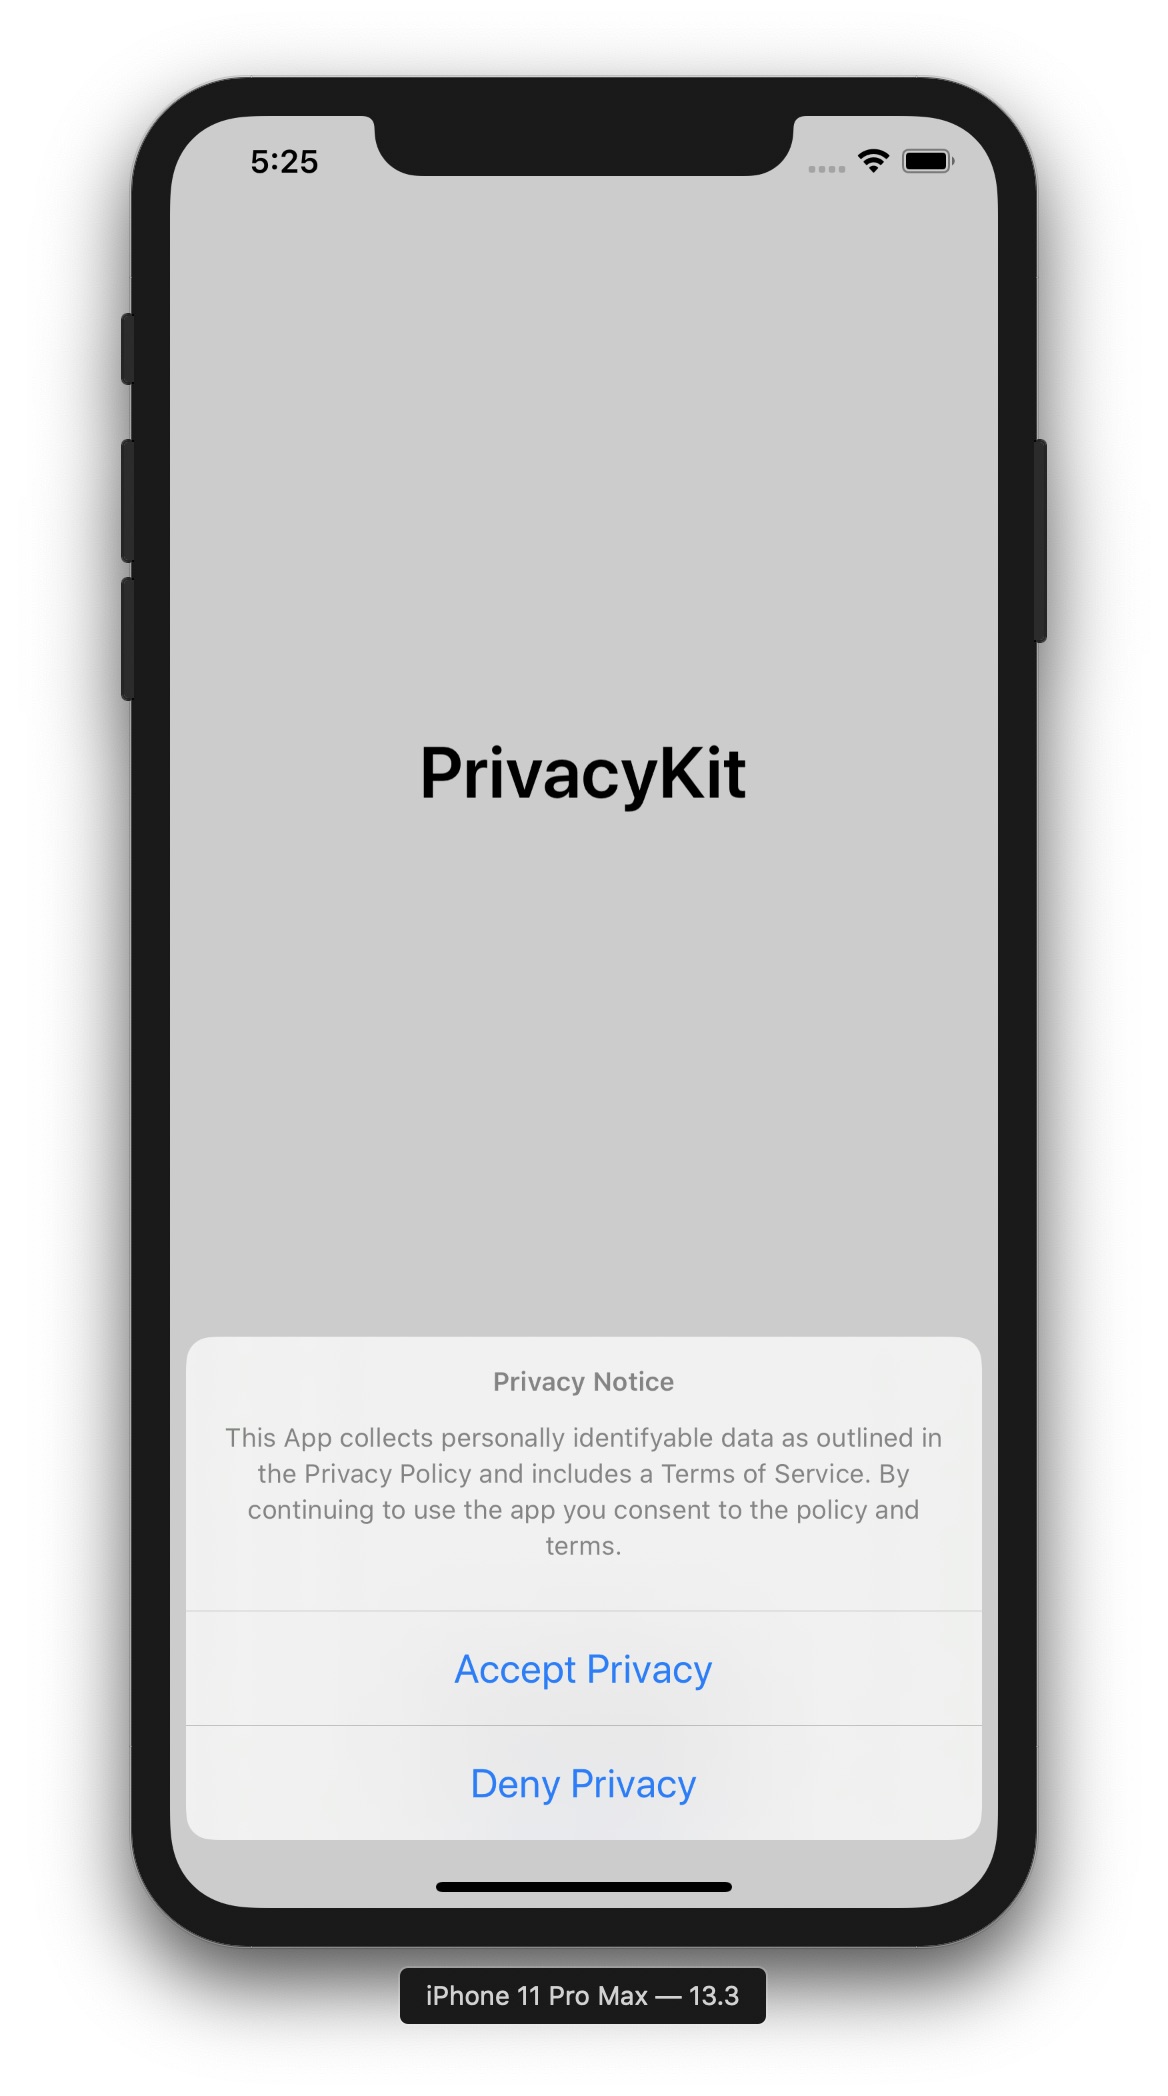 5:25
PrivacyKit
Privacy Notice
This App collects personally identifyable data as outlined in
the Privacy Policy and includes a Terms of Service. By
continuing to use the app you consent to the policy and
terms.
Accept Privacy
Deny Privacy
iPhone 11 Pro Max — 13.3